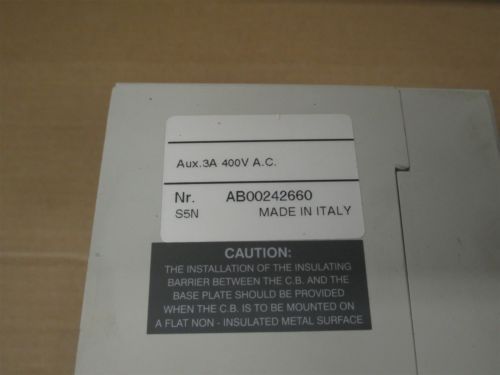 Aux.3A 400V A.C.
Nr. AB00242660
S5N MADE IN ITALY
CAUTION:
THE INSTALLATION OF THE INSULATING
BARRIER BETWEEN THE C.B. AND THE
BASE PLATE SHOULD BE PROVIDED
WHEN THE C.B. IS TO BE MOUNTED ON
A FLAT NON - INSULATED METAL SURFACE